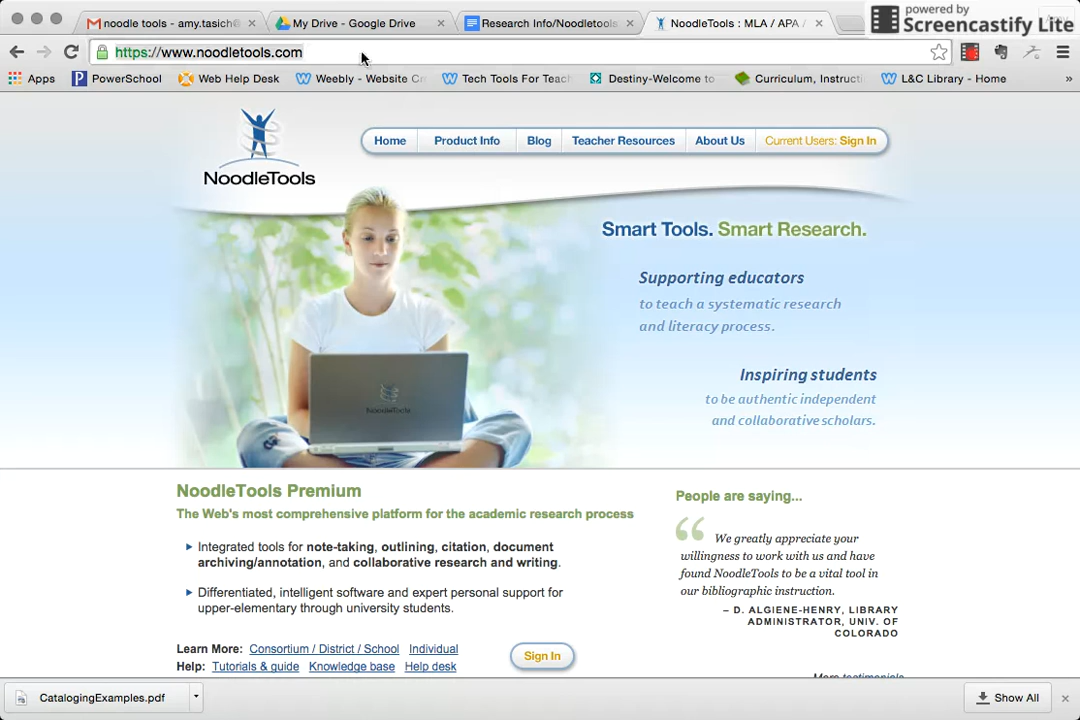 noodle tools - amy.tasich@
My Drive - Google Drive
Research Info/Noodletools
NoodleTools : MLA / APA /
powered by
Screencastify Lite
https://www.noodletools.com
Apps
PowerSchool
Web Help Desk
Weebly - Website Cr
Tech Tools For Teach
Destiny-Welcome to
Curriculum, Instructi
L&C Library - Home
»
NoodleTools
Home
Product Info
Blog
Teacher Resources
About Us
Current Users: Sign In
Smart Tools. Smart Research.
Supporting educators
to teach a systematic research
and literacy process.
Inspiring students
to be authentic independent
and collaborative scholars.
NoodleTools
NoodleTools Premium
The Web's most comprehensive platform for the academic research process
Integrated tools for note-taking, outlining, citation, document
archiving/annotation, and collaborative research and writing.
Differentiated, intelligent software and expert personal support for
upper-elementary through university students.
Learn More: Consortium / District / School Individual
Help: Tutorials & guide Knowledge base Help desk
Sign In
People are saying...
“ We greatly appreciate your
willingness to work with us and have
found NoodleTools to be a vital tool in
our bibliographic instruction.
– D. ALGIENE-HENRY, LIBRARY
ADMINISTRATOR, UNIV. OF
COLORADO
More testimonials
CatalogingExamples.pdf
Show All